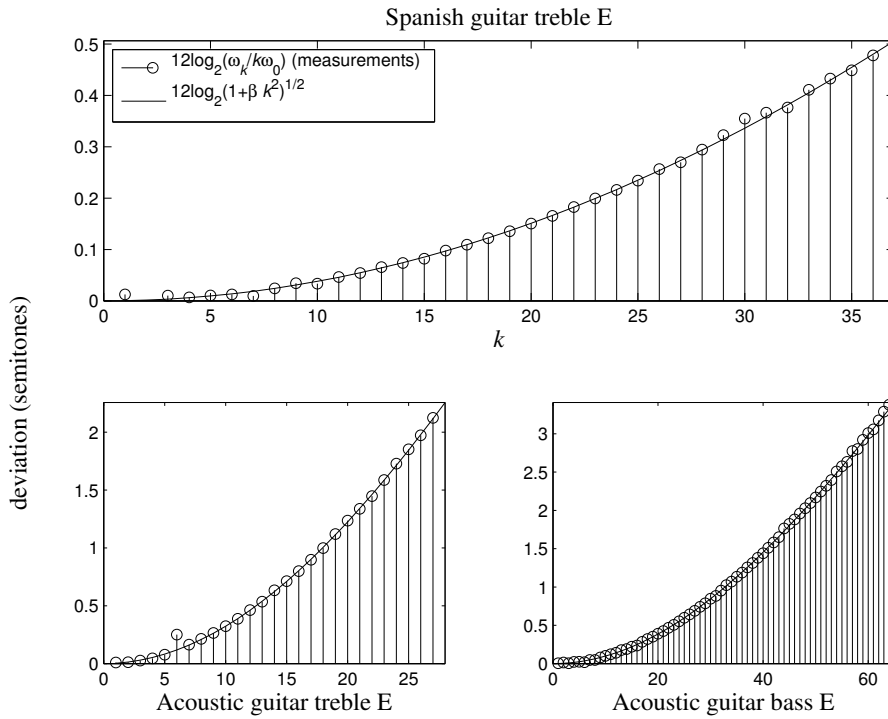 Spanish guitar treble E
12log₂(ωₖ/kω₀) (measurements)
12log₂(1+β k²)^1/2
0.5
0.4
0.3
0.2
0.1
0
0 5 10 15 20 25 30 35
k
deviation (semitones)
2
1.5
1
0.5
0
0 5 10 15 20 25
Acoustic guitar treble E
3
2.5
2
1.5
1
0.5
0
0 20 40 60
Acoustic guitar bass E